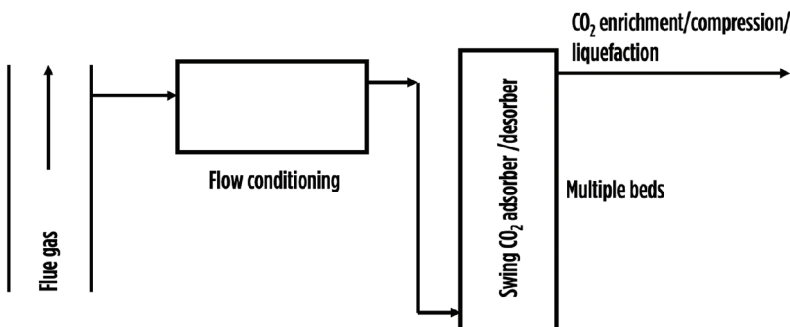 CO₂ enrichment/compression/
liquefaction
Flue gas
Flow conditioning
Swing CO₂ adsorber /desorber
Multiple beds